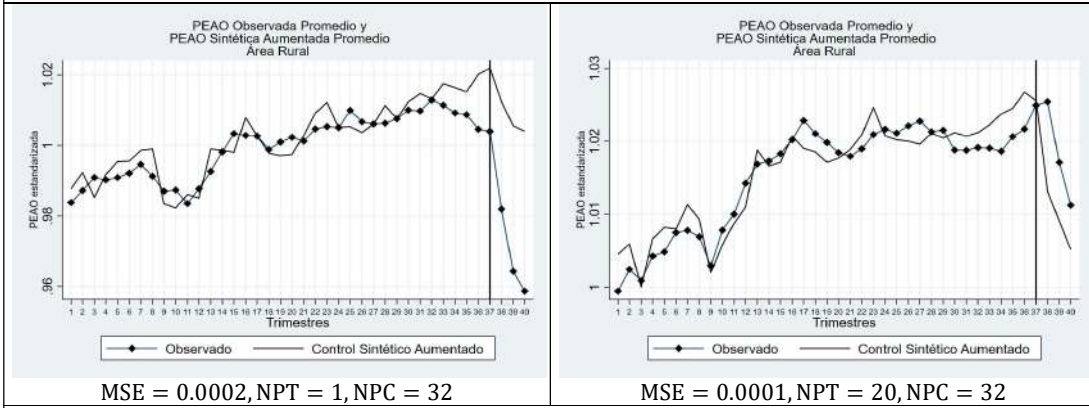 PEAO Observada Promedio y
PEAO Sintética Aumentada Promedio
Área Rural
PEAO estandarizada
1.02
1
.98
.96
1 2 3 4 5 6 7 8 9 10 11 12 13 14 15 16 17 18 19 20 21 22 23 24 25 26 27 28 29 30 31 32 33 34 35 36 37 38 39 40
Trimestres
Observado
Control Sintético Aumentado
MSE = 0.0002, NPT = 1, NPC = 32
PEAO Observada Promedio y
PEAO Sintética Aumentada Promedio
Área Rural
PEAO estandarizada
1.03
1.02
1.01
1
1 2 3 4 5 6 7 8 9 10 11 12 13 14 15 16 17 18 19 20 21 22 23 24 25 26 27 28 29 30 31 32 33 34 35 36 37 38 39 40
Trimestres
Observado
Control Sintético Aumentado
MSE = 0.0001, NPT = 20, NPC = 32